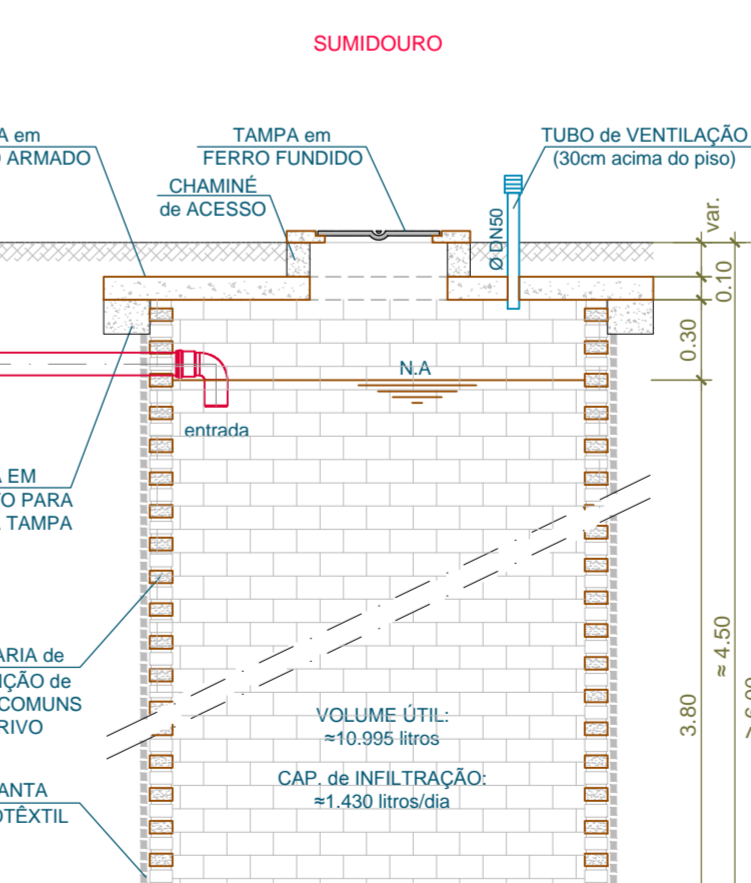 SUMIDOURO
A em
ARMADO
TAMPA em
FERRO FUNDIDO
CHAMINÉ
de ACESSO
TUBO de VENTILAÇÃO
(30cm acima do piso)
Ø DN50
var.
0.10
0.30
N.A
entrada
A EM
O PARA
TAMPA
ARIA de
IÇÃO de
COMUNS
RIVO
VOLUME ÚTIL:
≈10.995 litros
CAP. de INFILTRAÇÃO:
≈1.430 litros/dia
3.80
≈ 4.50
ANTA
OTÊXTIL